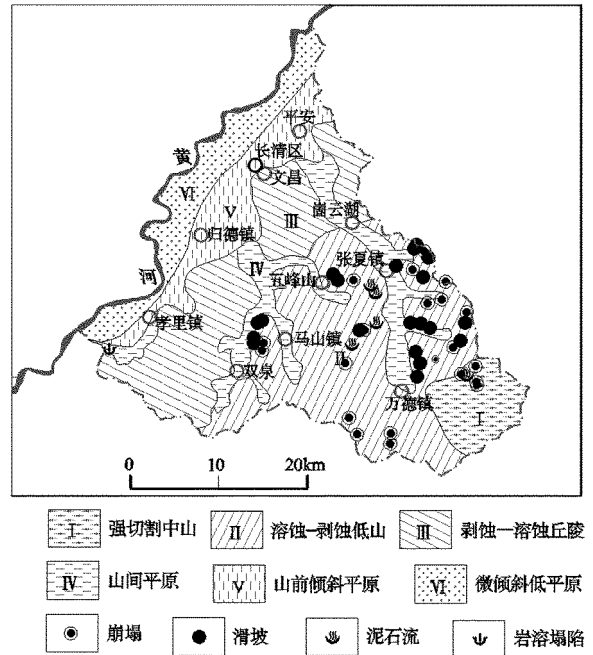 平安
长清区
文昌
黄
Ⅵ
崮云湖
Ⅴ
Ⅲ
归德镇
张夏镇
河
Ⅳ
五峰山
孝里镇
马山镇
Ⅱ
双泉
万德镇
Ⅰ
0 10 20km
Ⅰ 强切割中山 Ⅱ 溶蚀-剥蚀低山 Ⅲ 剥蚀-溶蚀丘陵
Ⅳ 山间平原 Ⅴ 山前倾斜平原 Ⅵ 微倾斜低平原
崩塌 滑坡 泥石流 岩溶塌陷